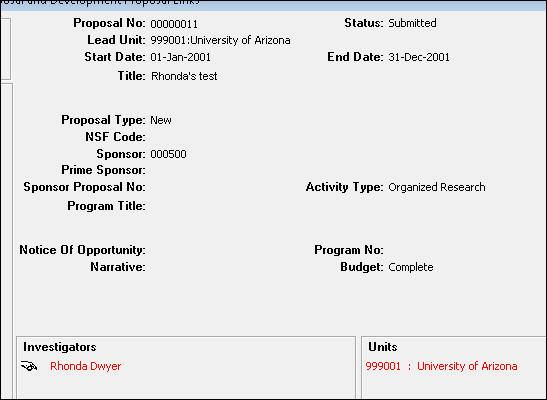 and Development Proposal Links
Proposal No: 00000011 Status: Submitted
Lead Unit: 999001:University of Arizona
Start Date: 01-Jan-2001 End Date: 31-Dec-2001
Title: Rhonda's test
Proposal Type: New
NSF Code:
Sponsor: 000500
Prime Sponsor:
Sponsor Proposal No: Activity Type: Organized Research
Program Title:
Notice Of Opportunity: Program No:
Narrative: Budget: Complete
Investigators Units
Rhonda Dwyer 999001 : University of Arizona